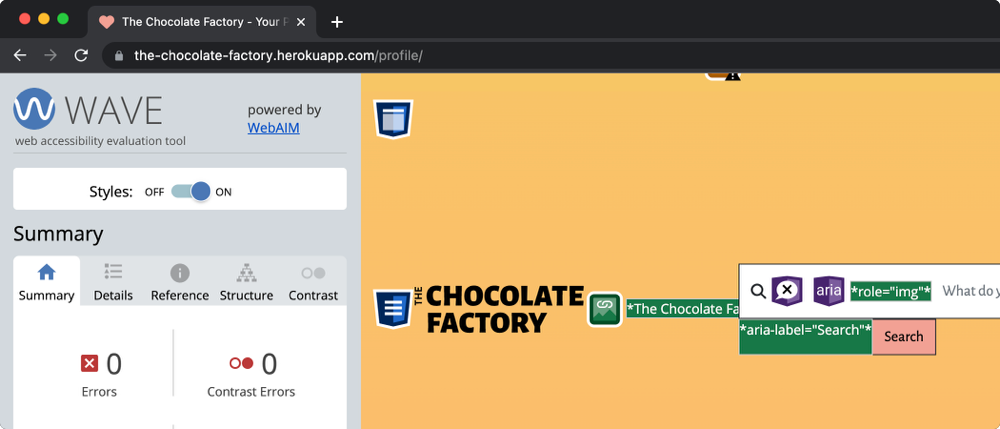 The Chocolate Factory - Your P
the-chocolate-factory.herokuapp.com/profile/
WAVE
web accessibility evaluation tool
powered by
WebAIM
Styles: OFF ON
Summary
Summary Details Reference Structure Contrast
0 0
Errors Contrast Errors
THE CHOCOLATE
FACTORY
*The Chocolate Fa
aria *role="img"* What do y
*aria-label="Search"* Search